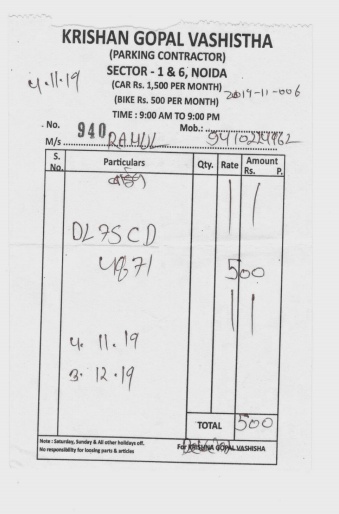 KRISHAN GOPAL VASHISTHA
(PARKING CONTRACTOR)
SECTOR - 1 & 6, NOIDA
4.11.19
(CAR Rs. 1,500 PER MONTH)
2019-11-006
(BIKE Rs. 500 PER MONTH)
TIME : 9:00 AM TO 9:00 PM
No. 940 Mob.:
M/s RAHUL
S. No. Particulars Qty. Rate Amount Rs. P.
DL7SCD
4871 500
4. 11. 19
3. 12. 19
TOTAL 500
Note : Saturday, Sunday & All other holidays off.
No responsibility for loosing parts & articles
For KRISHNA GOPAL VASHISHA